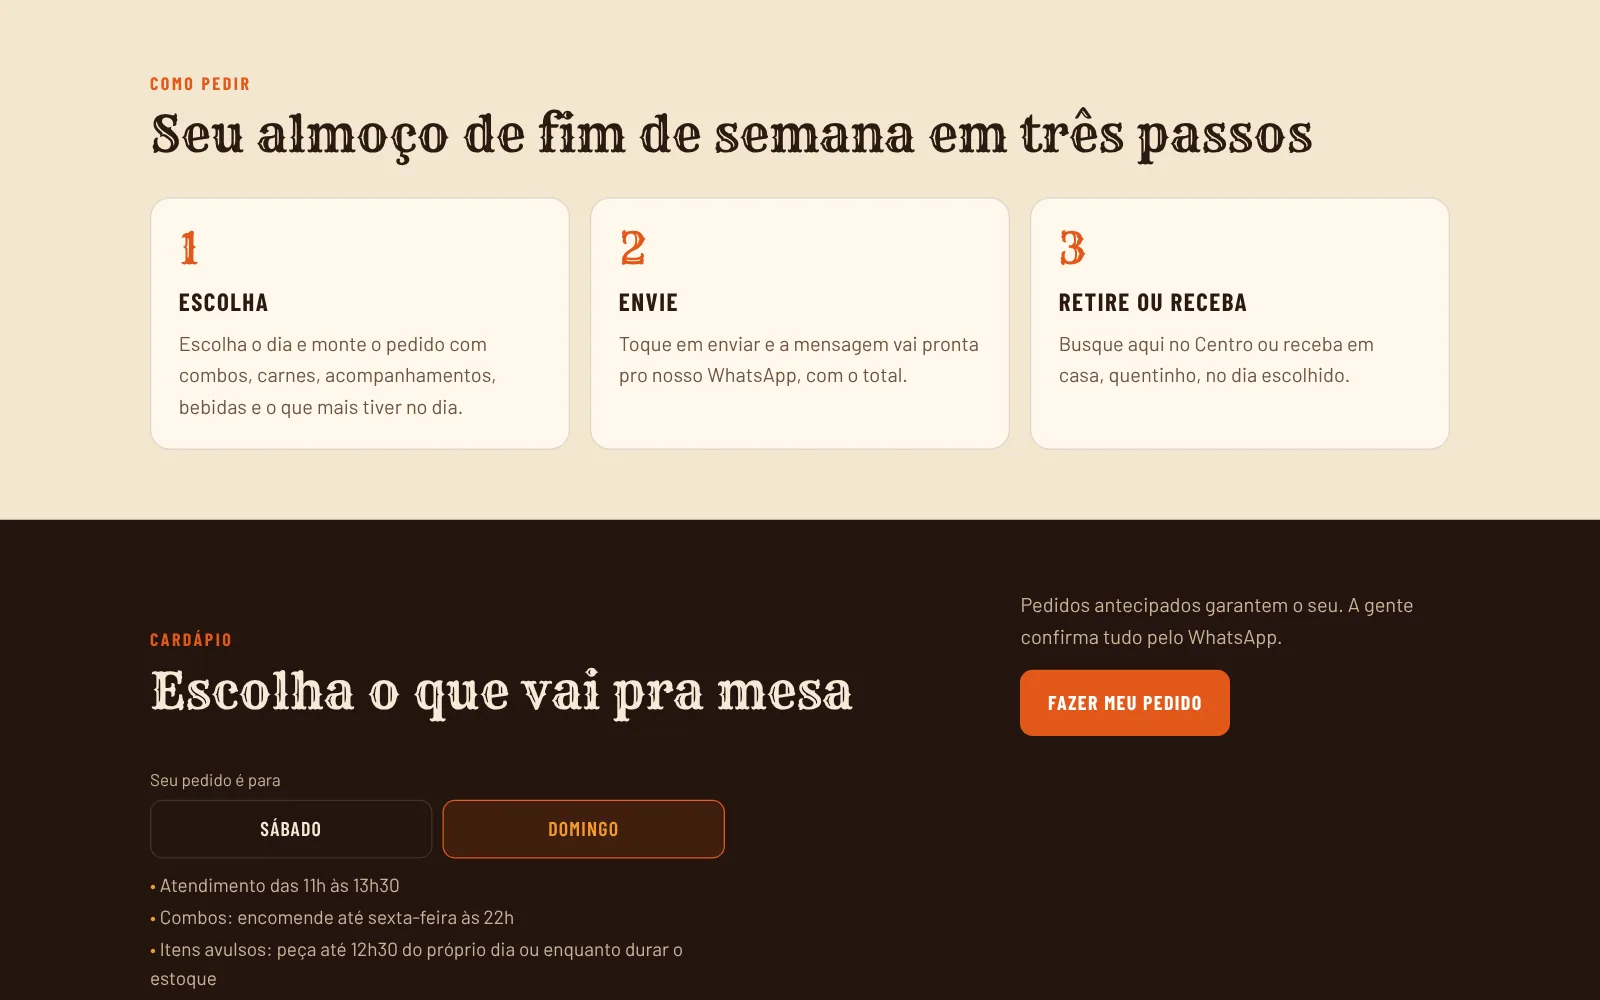 COMO PEDIR
Seu almoço de fim de semana em três passos
1
ESCOLHA
Escolha o dia e monte o pedido com
combos, carnes, acompanhamentos,
bebidas e o que mais tiver no dia.
2
ENVIE
Toque em enviar e a mensagem vai pronta
pro nosso WhatsApp, com o total.
3
RETIRE OU RECEBA
Busque aqui no Centro ou receba em
casa, quentinho, no dia escolhido.
CARDÁPIO
Escolha o que vai pra mesa
Pedidos antecipados garantem o seu. A gente
confirma tudo pelo WhatsApp.
FAZER MEU PEDIDO
Seu pedido é para
SÁBADO
DOMINGO
• Atendimento das 11h às 13h30
• Combos: encomende até sexta-feira às 22h
• Itens avulsos: peça até 12h30 do próprio dia ou enquanto durar o
estoque